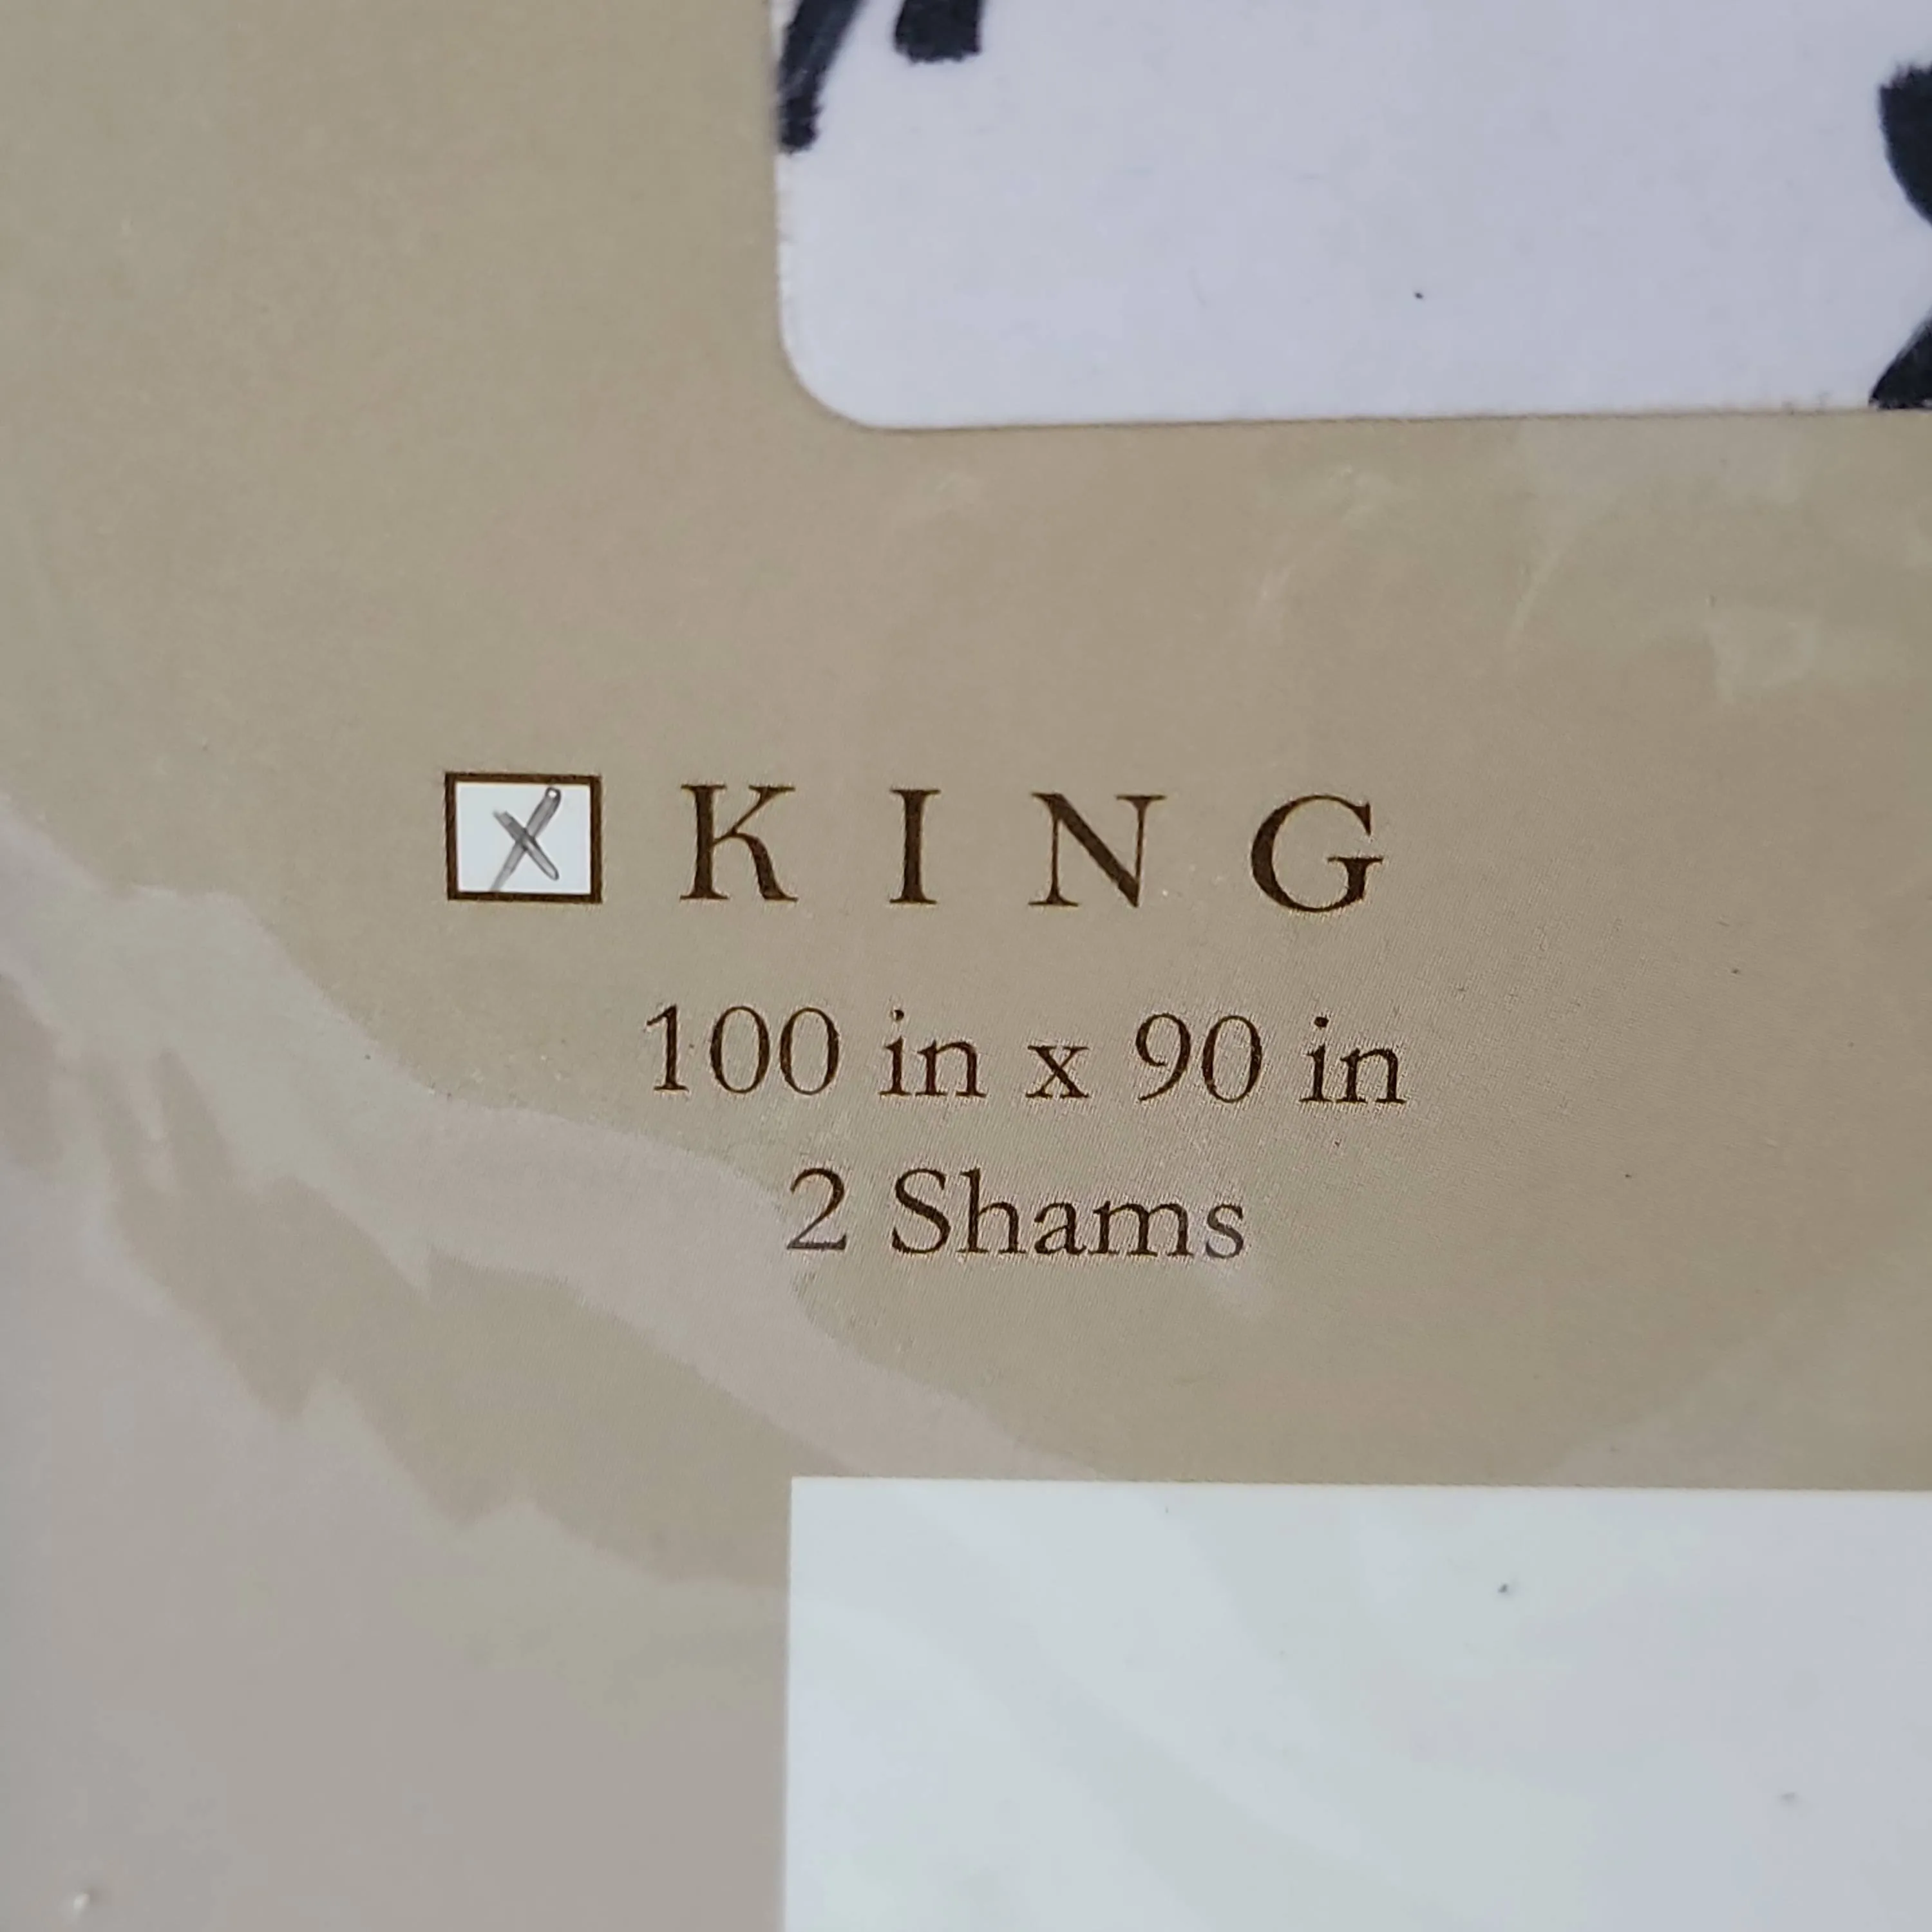 ☒ KING
100 in x 90 in
2 Shams